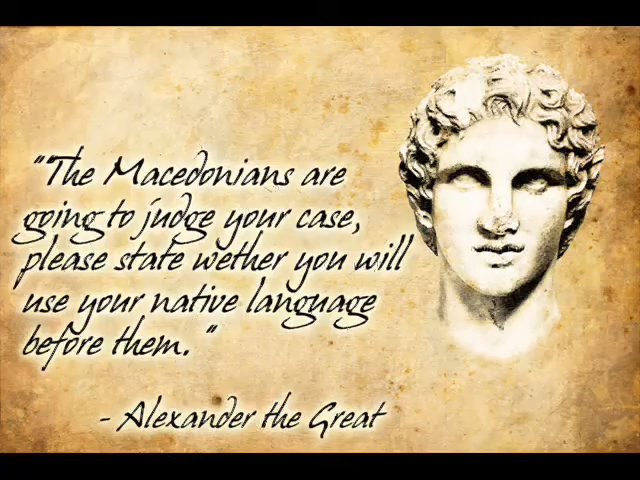 "The Macedonians are
going to judge your case,
please state wether you will
use your native language
before them."
- Alexander the Great